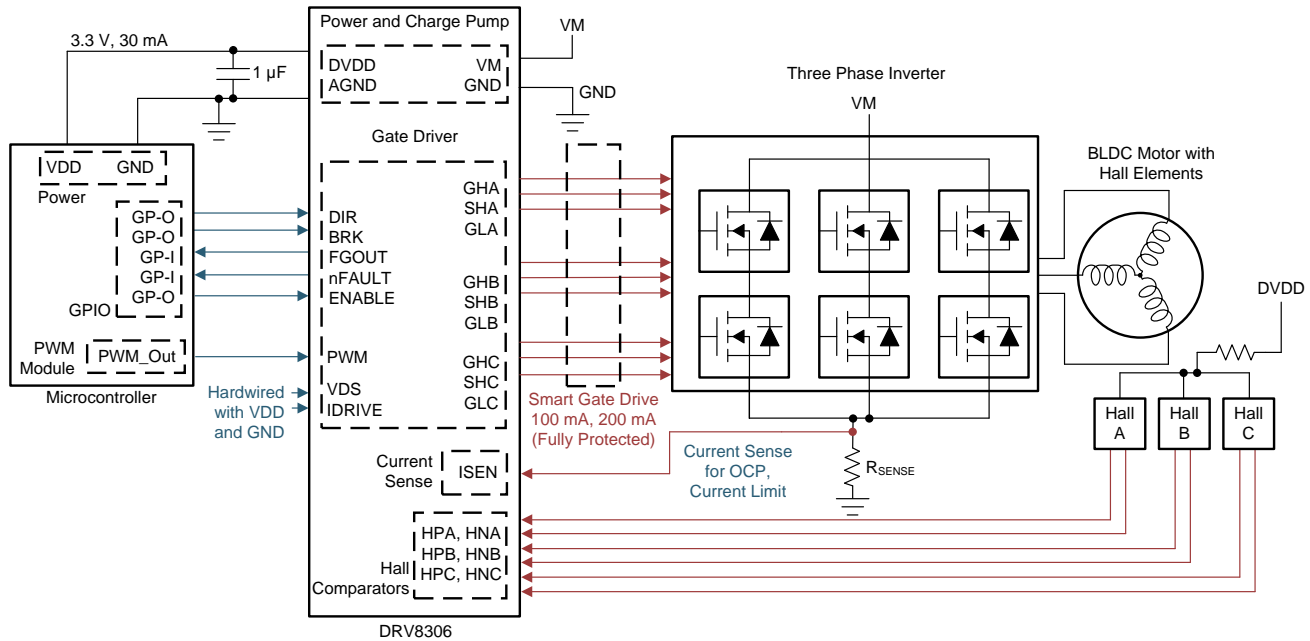 Power and Charge Pump
VM
3.3 V, 30 mA
1 µF
DVDD
VM
AGND
GND
GND
Three Phase Inverter
VM
Gate Driver
VDD
GND
Power
BLDC Motor with
Hall Elements
GP-O
GP-O
GP-I
GP-I
GP-O
GPIO
DIR
BRK
FGOUT
nFAULT
ENABLE
GHA
SHA
GLA
GHB
SHB
GLB
GHC
SHC
GLC
DVDD
PWM
Module
PWM_Out
PWM
VDS
IDRIVE
Microcontroller
Hardwired
with VDD
and GND
Smart Gate Drive
100 mA, 200 mA
(Fully Protected)
Hall
A
Hall
B
Hall
C
Current
Sense
ISEN
Current Sense
for OCP,
Current Limit
RSENSE
HPA, HNA
HPB, HNB
HPC, HNC
Hall
Comparators
DRV8306